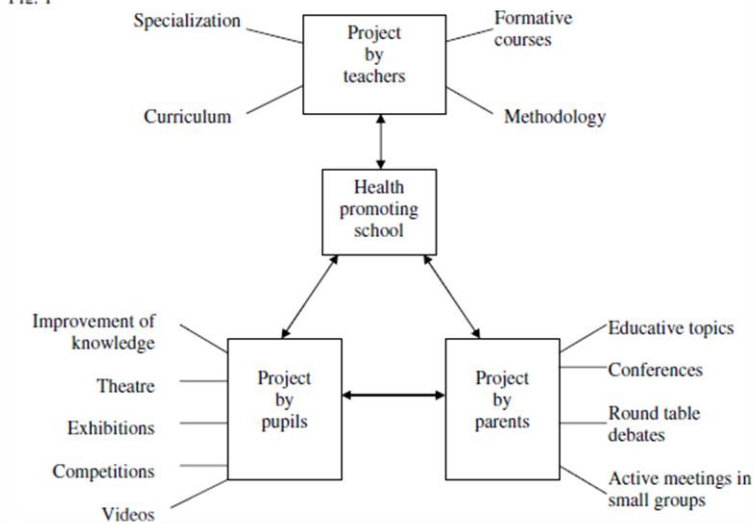 Specialization
Project
by
teachers
Formative
courses
Curriculum
Methodology
Health
promoting
school
Improvement of
knowledge
Theatre
Exhibitions
Competitions
Videos
Project
by
pupils
Project
by
parents
Educative topics
Conferences
Round table
debates
Active meetings in
small groups